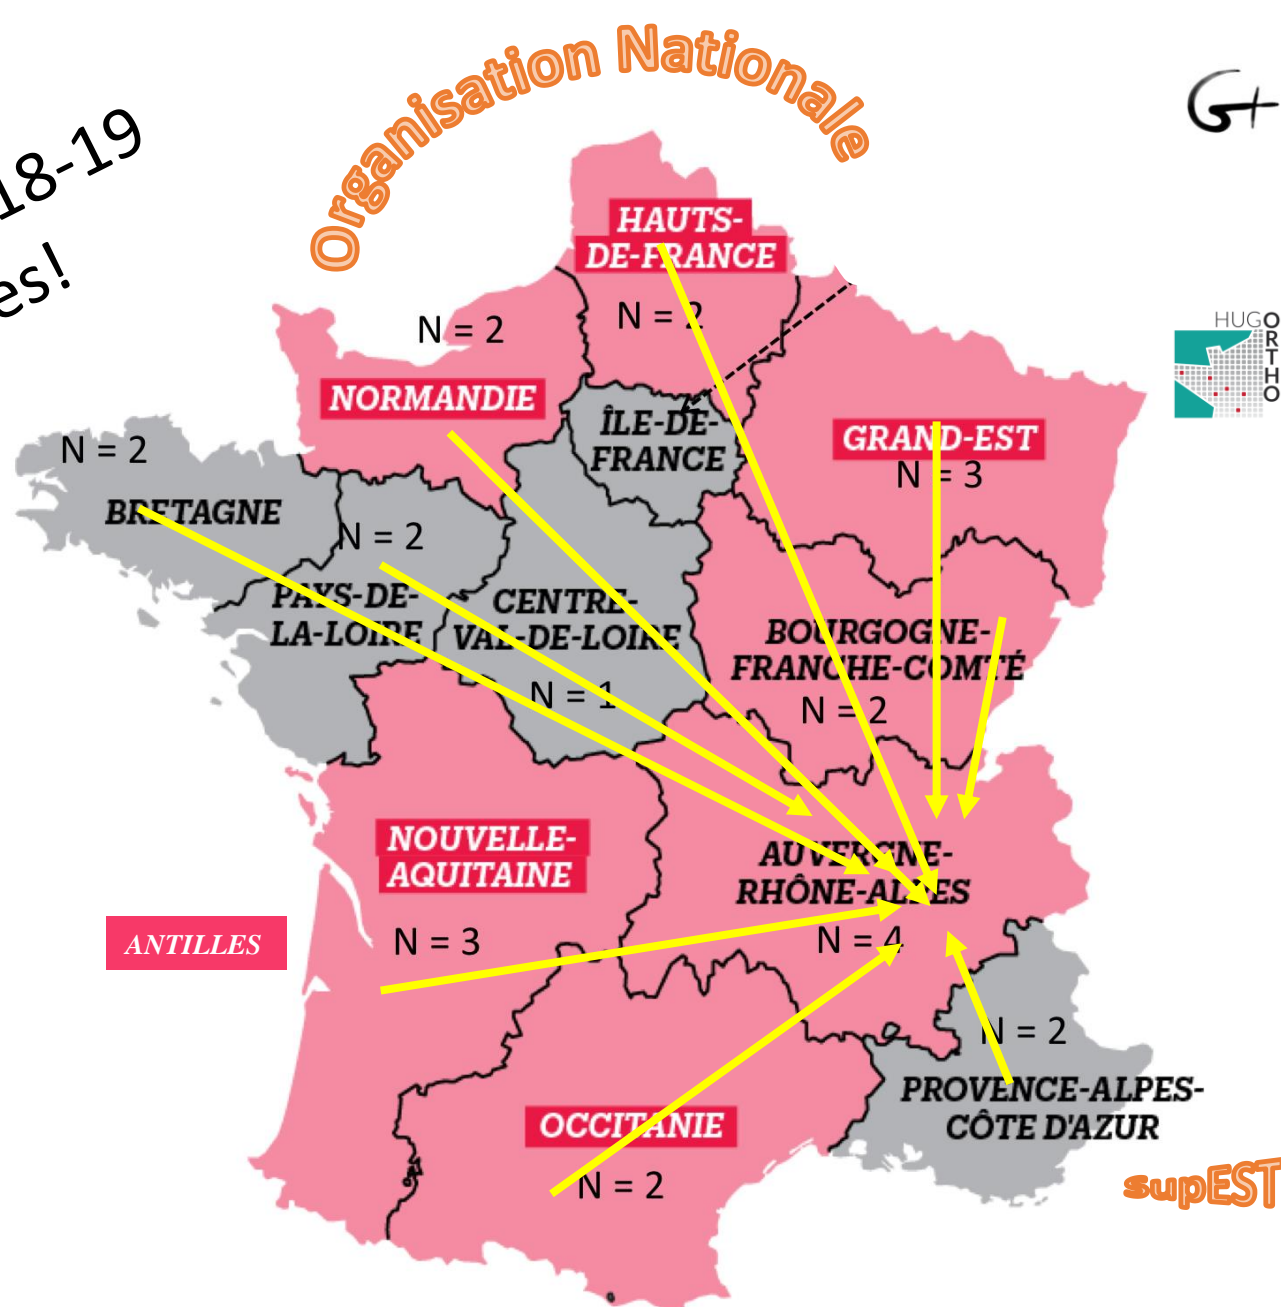 Organisation Nationale
18-19
es!
G+
HUGO
ORTHO
HAUTS-
DE-FRANCE
N = 2
N = 2
NORMANDIE
ÎLE-DE-
FRANCE
GRAND-EST
N = 3
N = 2
BRETAGNE
N = 2
PAYS-DE-
LA-LOIRE
CENTRE-
VAL-DE-LOIRE
N = 1
BOURGOGNE-
FRANCHE-COMTÉ
N = 2
NOUVELLE-
AQUITAINE
N = 3
AUVERGNE-
RHÔNE-ALPES
N = 4
ANTILLES
N = 2
PROVENCE-ALPES-
CÔTE D'AZUR
OCCITANIE
N = 2
supEST